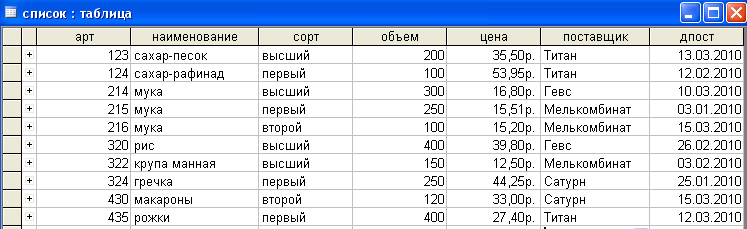 список : таблица
арт наименование сорт объем цена поставщик дпост
+ 123 сахар-песок высший 200 35,50р. Титан 13.03.2010
+ 124 сахар-рафинад первый 100 53,95р. Титан 12.02.2010
+ 214 мука высший 300 16,80р. Гевс 10.03.2010
+ 215 мука первый 250 15,51р. Мелькомбинат 03.01.2010
+ 216 мука второй 100 15,20р. Мелькомбинат 15.03.2010
+ 320 рис высший 400 39,80р. Гевс 26.02.2010
+ 322 крупа манная высший 150 12,50р. Мелькомбинат 03.02.2010
+ 324 гречка первый 250 44,25р. Сатурн 25.01.2010
+ 430 макароны второй 120 33,00р. Сатурн 15.03.2010
+ 435 рожки первый 400 27,40р. Титан 12.03.2010